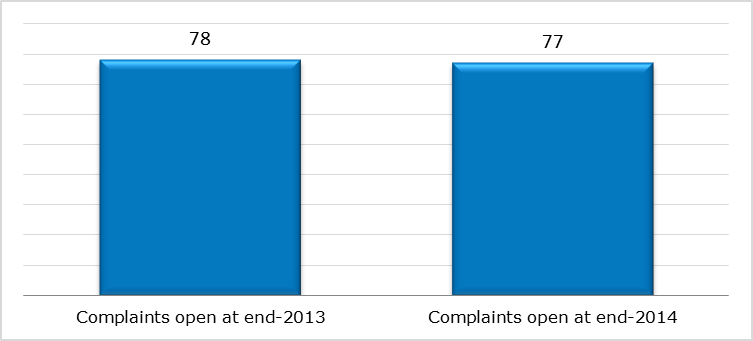 78
77
Complaints open at end-2013
Complaints open at end-2014